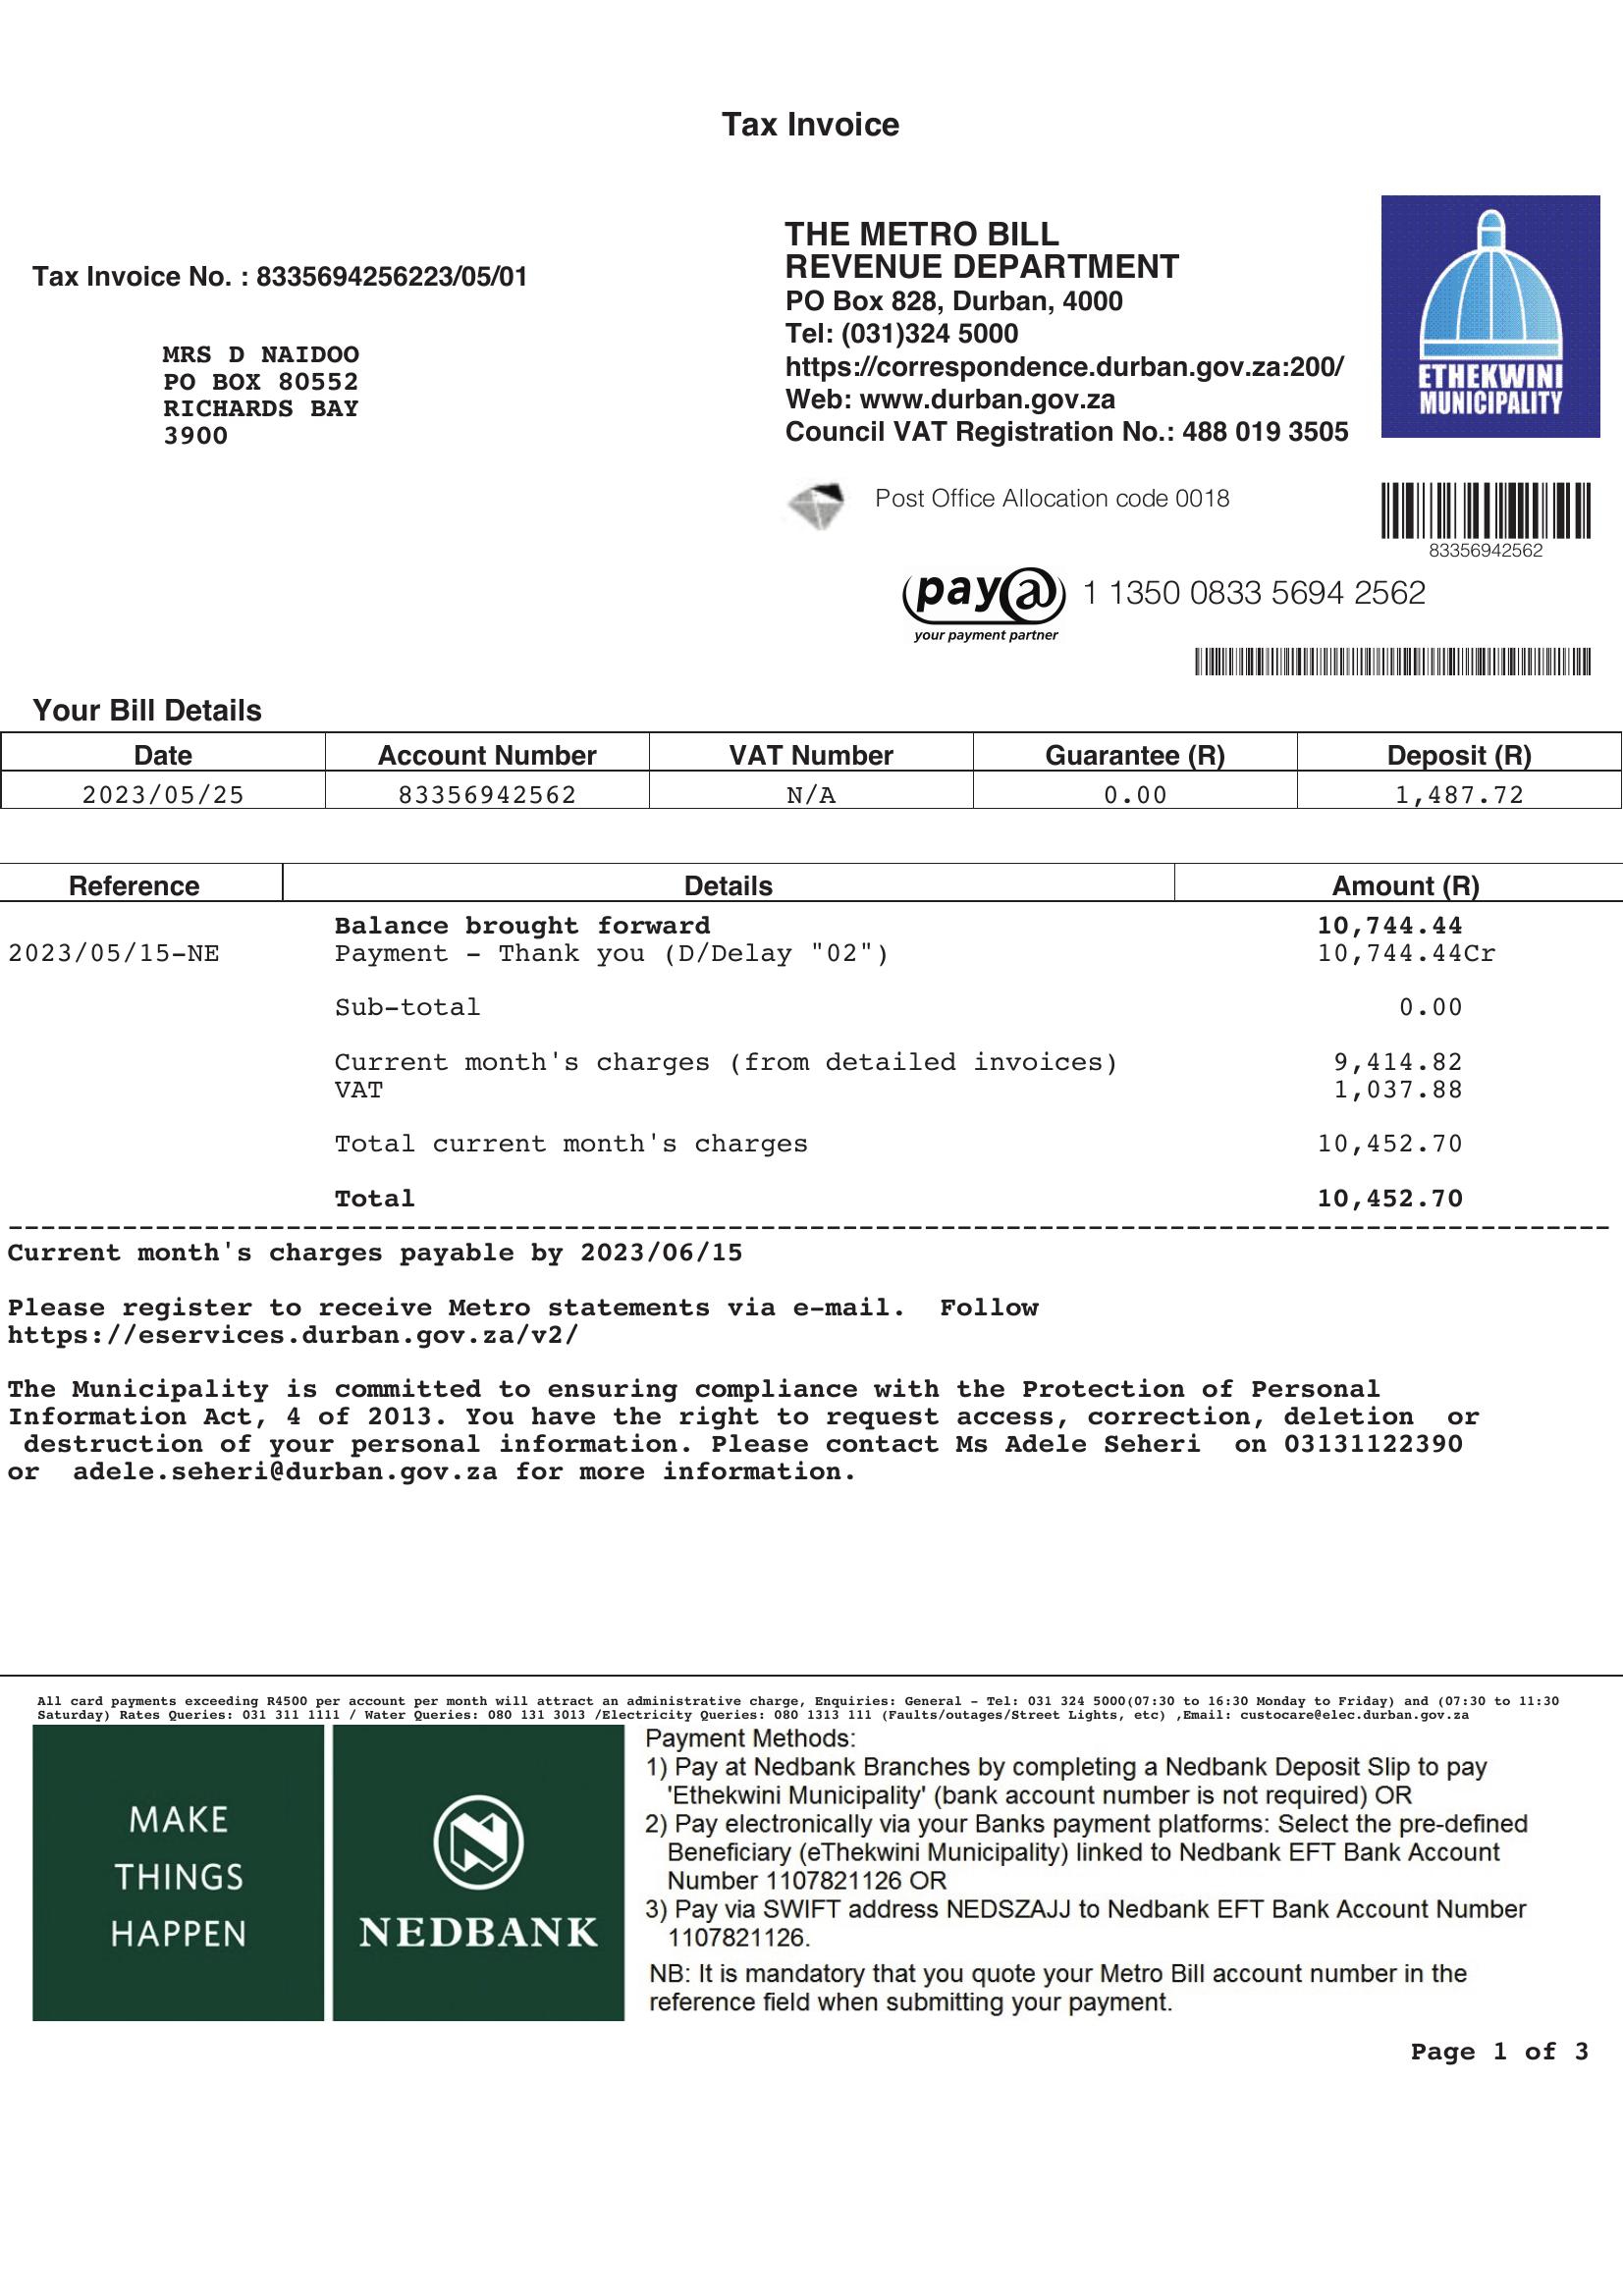 Tax Invoice
Tax Invoice No. : 8335694256223/05/01
MRS D NAIDOO
PO BOX 80552
RICHARDS BAY
3900
THE METRO BILL
REVENUE DEPARTMENT
PO Box 828, Durban, 4000
Tel: (031)324 5000
https://correspondence.durban.gov.za:200/
Web: www.durban.gov.za
Council VAT Registration No.: 488 019 3505
ETHEKWINI
MUNICIPALITY
Post Office Allocation code 0018
83356942562
pay@ 1 1350 0833 5694 2562
your payment partner
Your Bill Details
Date Account Number VAT Number Guarantee (R) Deposit (R)
2023/05/25 83356942562 N/A 0.00 1,487.72
Reference Details Amount (R)
Balance brought forward 10,744.44
2023/05/15-NE Payment - Thank you (D/Delay "02") 10,744.44Cr
Sub-total 0.00
Current month's charges (from detailed invoices) 9,414.82
VAT 1,037.88
Total current month's charges 10,452.70
Total 10,452.70
Current month's charges payable by 2023/06/15
Please register to receive Metro statements via e-mail.  Follow
https://eservices.durban.gov.za/v2/
The Municipality is committed to ensuring compliance with the Protection of Personal
Information Act, 4 of 2013. You have the right to request access, correction, deletion  or
destruction of your personal information. Please contact Ms Adele Seheri  on 03131122390
or  adele.seheri@durban.gov.za for more information.
All card payments exceeding R4500 per account per month will attract an administrative charge, Enquiries: General - Tel: 031 324 5000(07:30 to 16:30 Monday to Friday) and (07:30 to 11:30
Saturday) Rates Queries: 031 311 1111 / Water Queries: 080 131 3013 /Electricity Queries: 080 1313 111 (Faults/outages/Street Lights, etc) ,Email: custocare@elec.durban.gov.za
MAKE
THINGS
HAPPEN
NEDBANK
Payment Methods:
1) Pay at Nedbank Branches by completing a Nedbank Deposit Slip to pay
'Ethekwini Municipality' (bank account number is not required) OR
2) Pay electronically via your Banks payment platforms: Select the pre-defined
Beneficiary (eThekwini Municipality) linked to Nedbank EFT Bank Account
Number 1107821126 OR
3) Pay via SWIFT address NEDSZAJJ to Nedbank EFT Bank Account Number
1107821126.
NB: It is mandatory that you quote your Metro Bill account number in the
reference field when submitting your payment.
Page 1 of 3